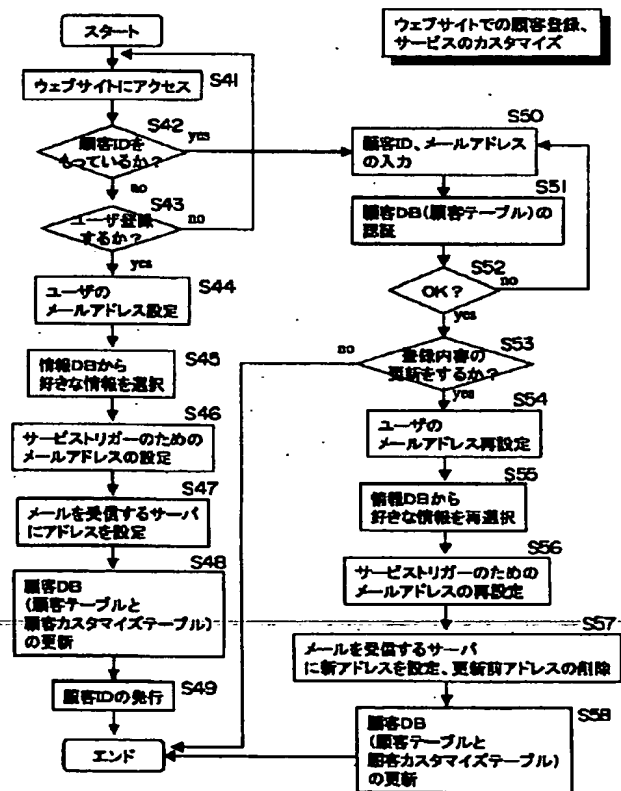 ウェブサイトでの顧客登録、
サービスのカスタマイズ
スタート
ウェブサイトにアクセス
S41
S42
顧客IDを
もっているか?
yes
no
S43
ユーザ登録
するか?
no
yes
S44
ユーザの
メールアドレス設定
S45
情報DBから
好きな情報を選択
S46
サービストリガーのための
メールアドレスの設定
S47
メールを受信するサーバ
にアドレスを設定
S48
顧客DB
(顧客テーブルと
顧客カスタマイズテーブル)
の更新
S49
顧客IDの発行
エンド
S50
顧客ID、メールアドレス
の入力
S51
顧客DB(顧客テーブル)の
認証
S52
OK?
no
yes
S53
登録内容の
更新をするか?
no
yes
S54
ユーザの
メールアドレス再設定
S55
情報DBから
好きな情報を再選択
S56
サービストリガーのための
メールアドレスの再設定
S57
メールを受信するサーバ
に新アドレスを設定、更新前アドレスの削除
S58
顧客DB
(顧客テーブルと
顧客カスタマイズテーブル)
の更新